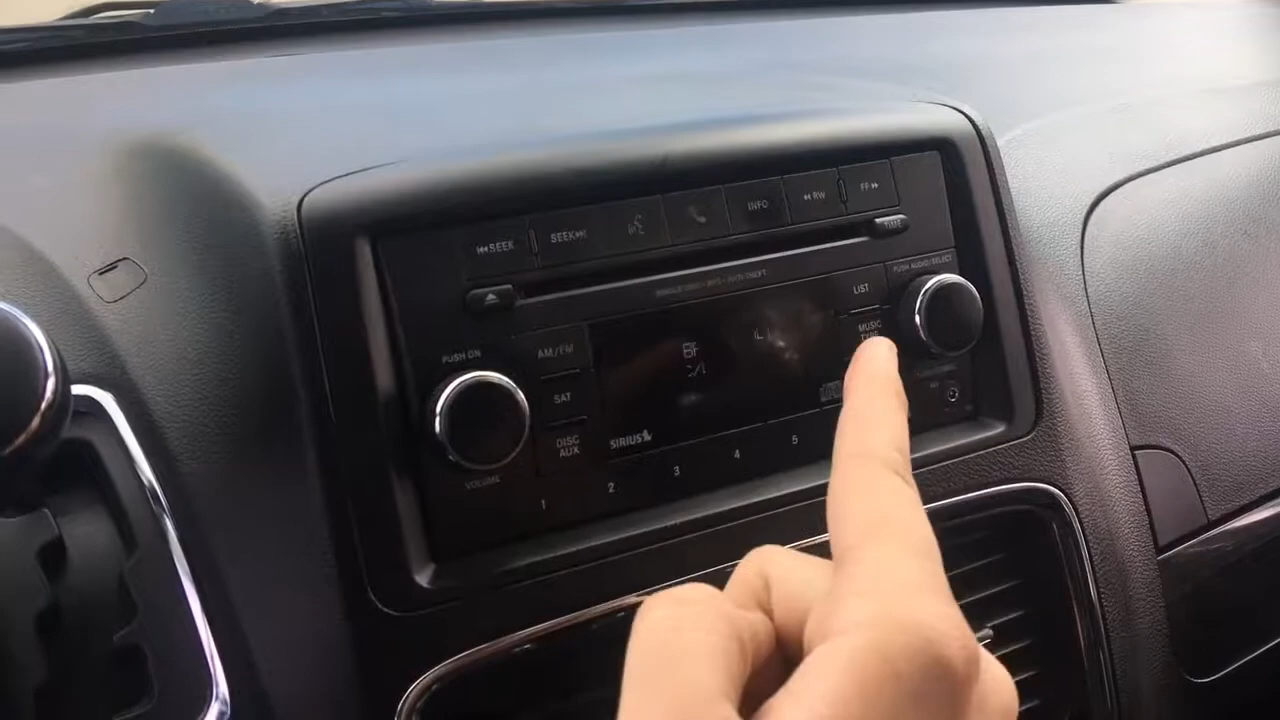 SEEK
SEEK
INFO
RW
FF
TIME
PUSH AUDIO/SELECT
LIST
MUSIC
TYPE
PUSH ON
AM/FM
SAT
DISC
AUX
SIRIUS
VOLUME
1
2
3
4
5